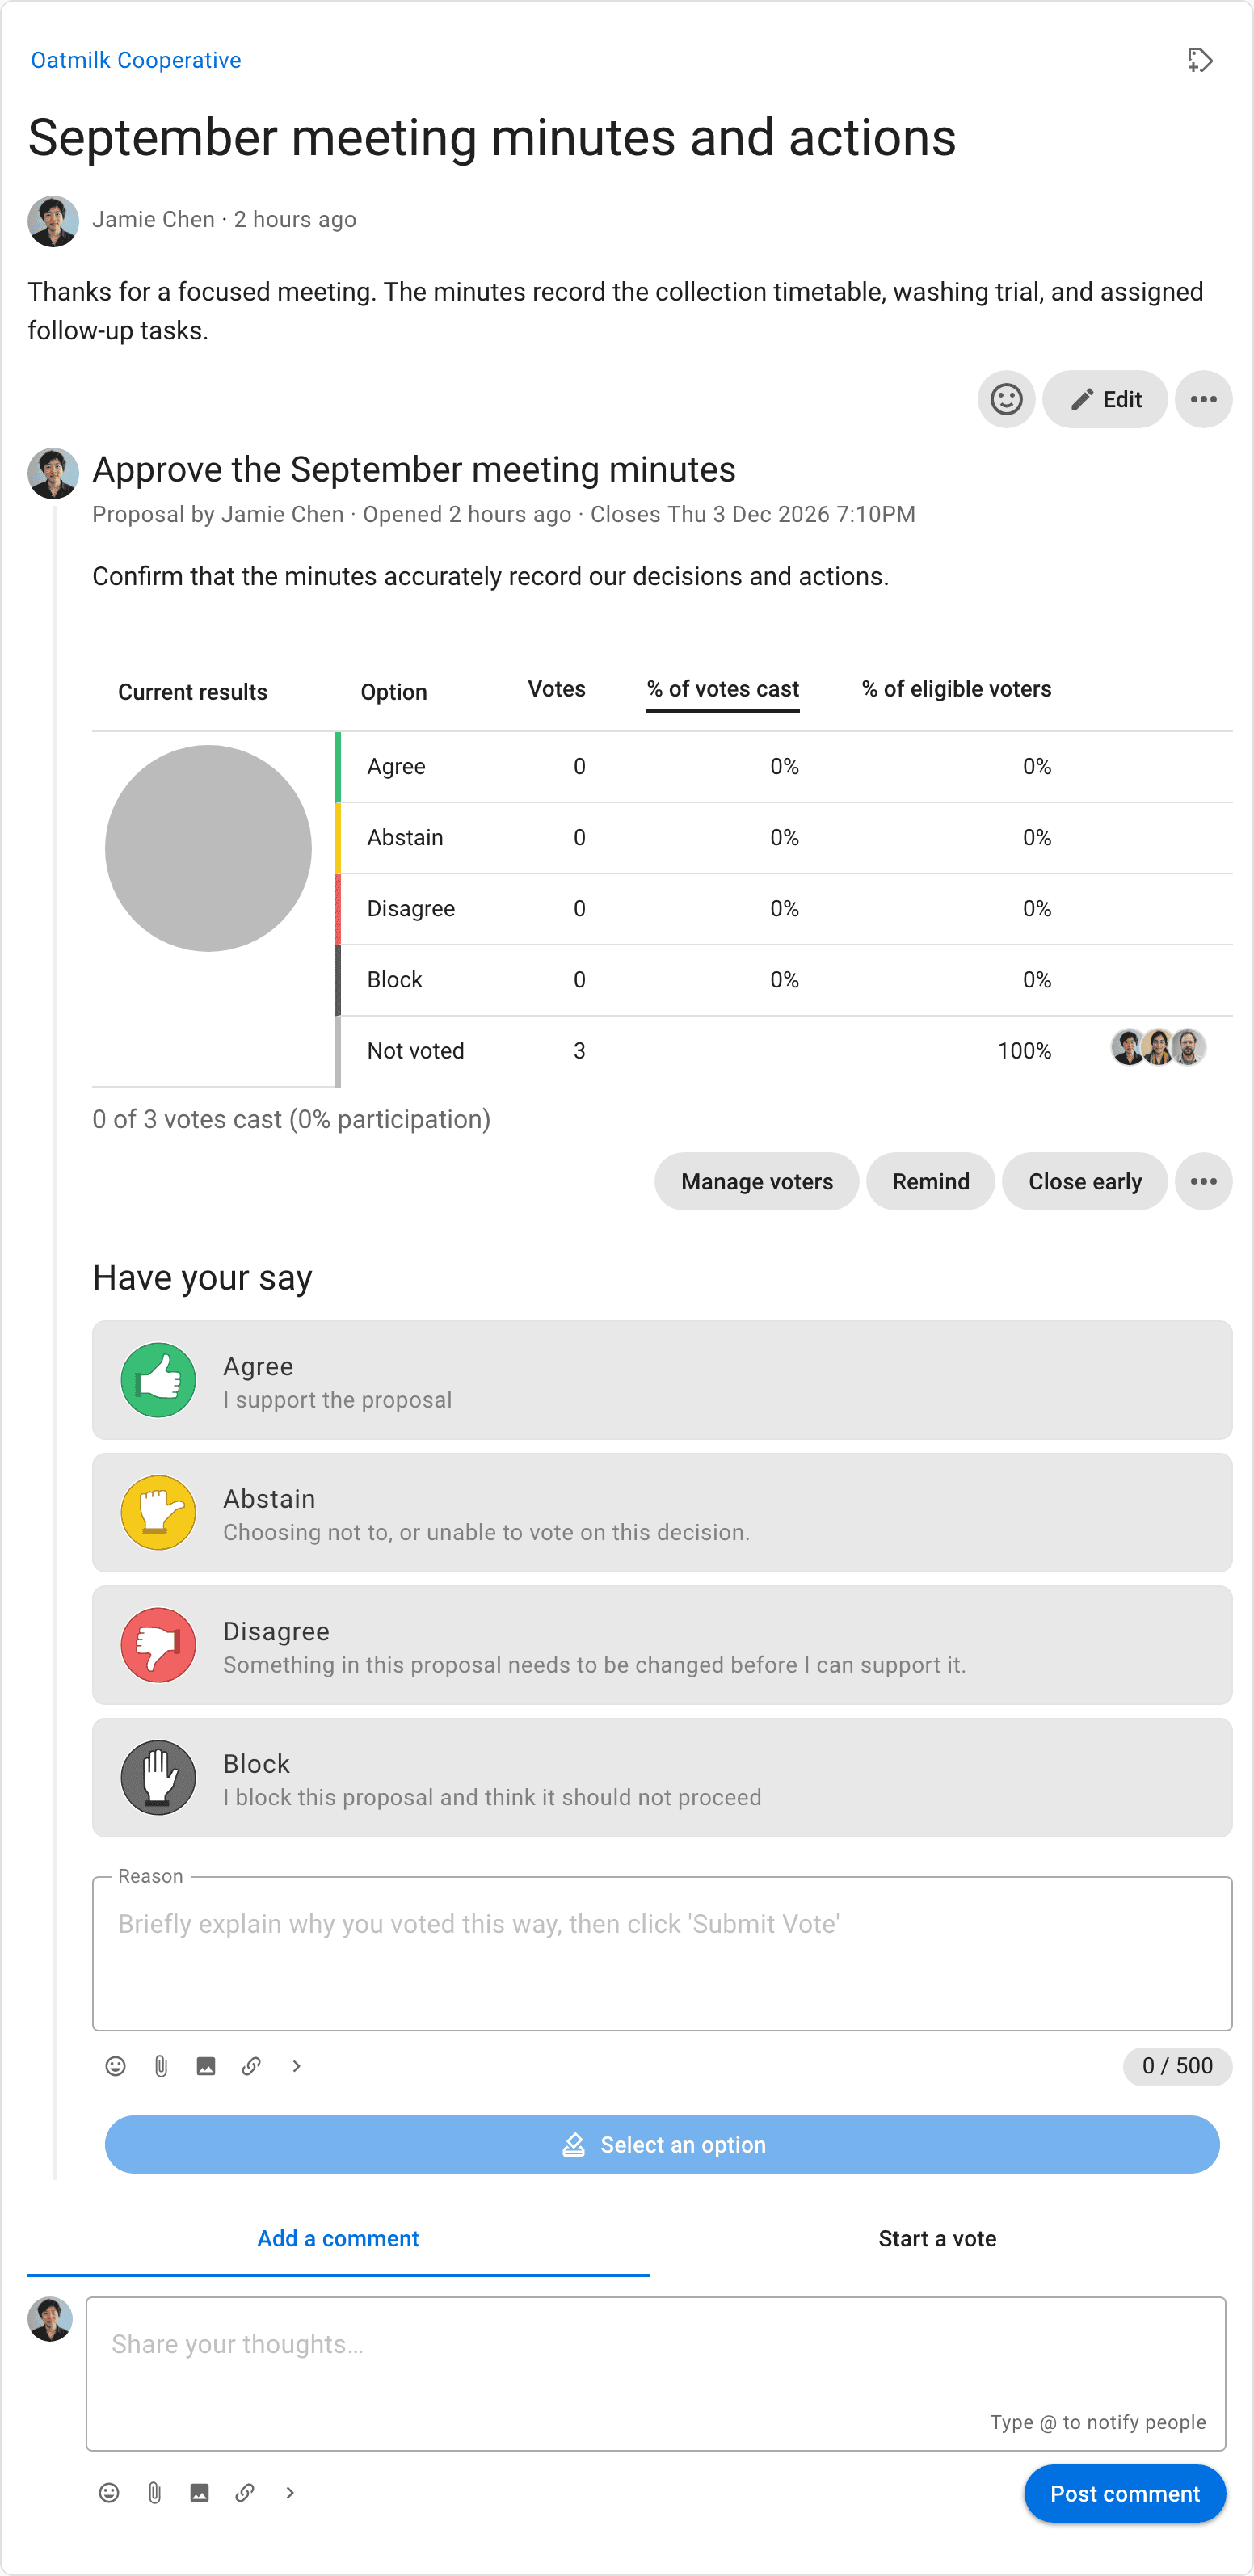 Oatmilk Cooperative
September meeting minutes and actions
Jamie Chen · 2 hours ago
Thanks for a focused meeting. The minutes record the collection timetable, washing trial, and assigned
follow-up tasks.
Edit
Approve the September meeting minutes
Proposal by Jamie Chen · Opened 2 hours ago · Closes Thu 3 Dec 2026 7:10PM
Confirm that the minutes accurately record our decisions and actions.
Current results Option Votes % of votes cast % of eligible voters
Agree 0 0% 0%
Abstain 0 0% 0%
Disagree 0 0% 0%
Block 0 0% 0%
Not voted 3 100%
0 of 3 votes cast (0% participation)
Manage voters Remind Close early
Have your say
Agree
I support the proposal
Abstain
Choosing not to, or unable to vote on this decision.
Disagree
Something in this proposal needs to be changed before I can support it.
Block
I block this proposal and think it should not proceed
Reason
Briefly explain why you voted this way, then click 'Submit Vote'
0 / 500
Select an option
Add a comment Start a vote
Share your thoughts...
Type @ to notify people
Post comment